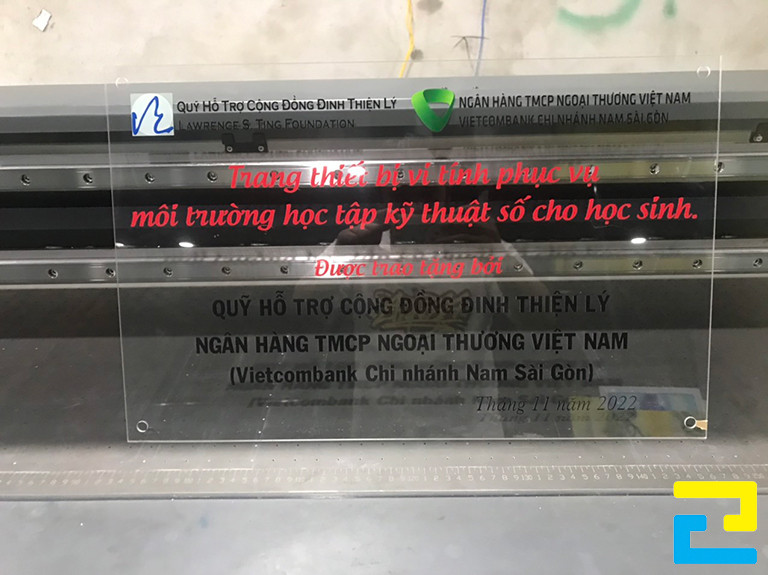 QUỸ HỖ TRỢ CỘNG ĐỒNG ĐINH THIỆN LÝ
LAWRENCE S. TING FOUNDATION
NGÂN HÀNG TMCP NGOẠI THƯƠNG VIỆT NAM
VIETCOMBANK CHI NHÁNH NAM SÀI GÒN
Trang thiết bị vi tính phục vụ
môi trường học tập kỹ thuật số cho học sinh.
Được trao tặng bởi
QUỸ HỖ TRỢ CỘNG ĐỒNG ĐINH THIỆN LÝ
NGÂN HÀNG TMCP NGOẠI THƯƠNG VIỆT NAM
(Vietcombank Chi nhánh Nam Sài Gòn)
Tháng 11 năm 2022